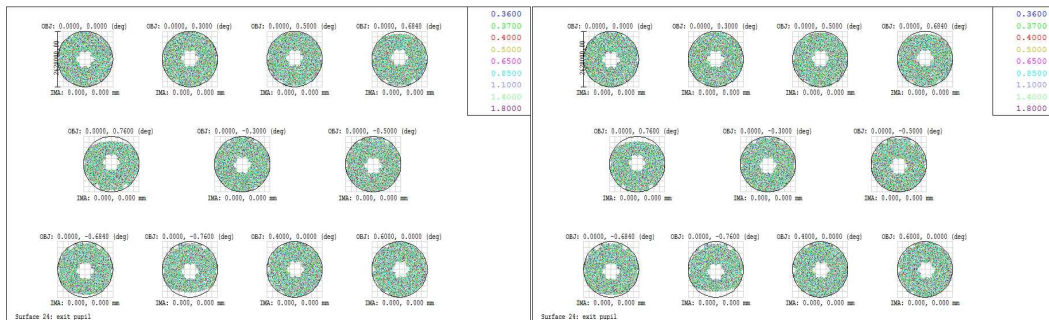 OBJ: 0.0000, 0.0000 (deg)
OBJ: 0.0000, 0.3000 (deg)
OBJ: 0.0000, 0.5000 (deg)
OBJ: 0.0000, 0.6840 (deg)
IMA: 0.000, 0.000 mm
IMA: 0.000, 0.000 mm
IMA: 0.000, 0.000 mm
IMA: 0.000, 0.000 mm
0.3600
0.3700
0.4000
0.5000
0.6500
0.8500
1.1000
1.4000
1.8000
OBJ: 0.0000, 0.7600 (deg)
OBJ: 0.0000, -0.3000 (deg)
OBJ: 0.0000, -0.5000 (deg)
IMA: 0.000, 0.000 mm
IMA: 0.000, 0.000 mm
IMA: 0.000, 0.000 mm
OBJ: 0.0000, -0.6840 (deg)
OBJ: 0.0000, -0.7600 (deg)
OBJ: 0.4000, 0.0000 (deg)
OBJ: 0.6000, 0.0000 (deg)
IMA: 0.000, 0.000 mm
IMA: 0.000, 0.000 mm
IMA: 0.000, 0.000 mm
IMA: 0.000, 0.000 mm
Surface 24: exit pupil
OBJ: 0.0000, 0.0000 (deg)
OBJ: 0.0000, 0.3000 (deg)
OBJ: 0.0000, 0.5000 (deg)
OBJ: 0.0000, 0.6840 (deg)
IMA: 0.000, 0.000 mm
IMA: 0.000, 0.000 mm
IMA: 0.000, 0.000 mm
IMA: 0.000, 0.000 mm
0.3600
0.3700
0.4000
0.5000
0.6500
0.8500
1.1000
1.4000
1.8000
OBJ: 0.0000, 0.7600 (deg)
OBJ: 0.0000, -0.3000 (deg)
OBJ: 0.0000, -0.5000 (deg)
IMA: 0.000, 0.000 mm
IMA: 0.000, 0.000 mm
IMA: 0.000, 0.000 mm
OBJ: 0.0000, -0.6840 (deg)
OBJ: 0.0000, -0.7600 (deg)
OBJ: 0.4000, 0.0000 (deg)
OBJ: 0.6000, 0.0000 (deg)
IMA: 0.000, 0.000 mm
IMA: 0.000, 0.000 mm
IMA: 0.000, 0.000 mm
IMA: 0.000, 0.000 mm
Surface 24: exit pupil